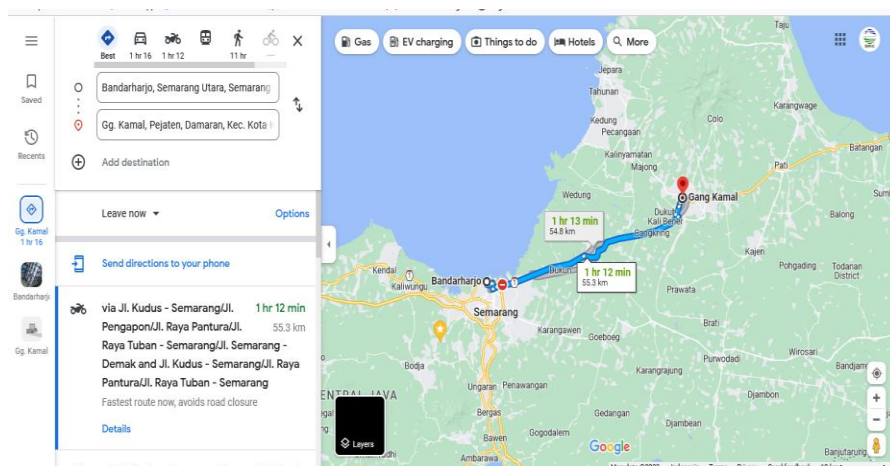 Best
1 hr 16
1 hr 12
11 hr
Saved
Bandarharjo, Semarang Utara, Semarang
Gg. Kamal, Pejaten, Damaran, Kec. Kota
Recents
Add destination
Leave now
Options
Gg. Kamal
1 hr 16
Send directions to your phone
Bandarharjo
Gg. Kamal
via Jl. Kudus - Semarang/Jl.
Pengapon/Jl. Raya Pantura/Jl.
Raya Tuban - Semarang/Jl. Semarang -
Demak and Jl. Kudus - Semarang/Jl. Raya
Pantura/Jl. Raya Tuban - Semarang
1 hr 12 min
55.3 km
Fastest route now, avoids road closure
Details
Gas
EV charging
Things to do
Hotels
More
Taju
Jepara
Tahunan
Karangwage
Kedung
Pecangaan
Colo
Kalinyamatan
Majong
Batangan
Pati
Wedung
Gang Kamal
1 hr 13 min
54.8 km
Balong
Kajen
Kendal
Kaliwungu
Bandarharjo
1 hr 12 min
55.3 km
Pohgading
Todanan
District
Prawata
Semarang
Karangawen
Goeboeg
Brati
Wirosari
Purwodadi
Bodja
Karangrajung
Ungaran
Penawangan
Djambon
Bergas
Gedangan
Djambean
Gogodalem
Bawen
Ambarawa
Banjutarung
Layers
Google